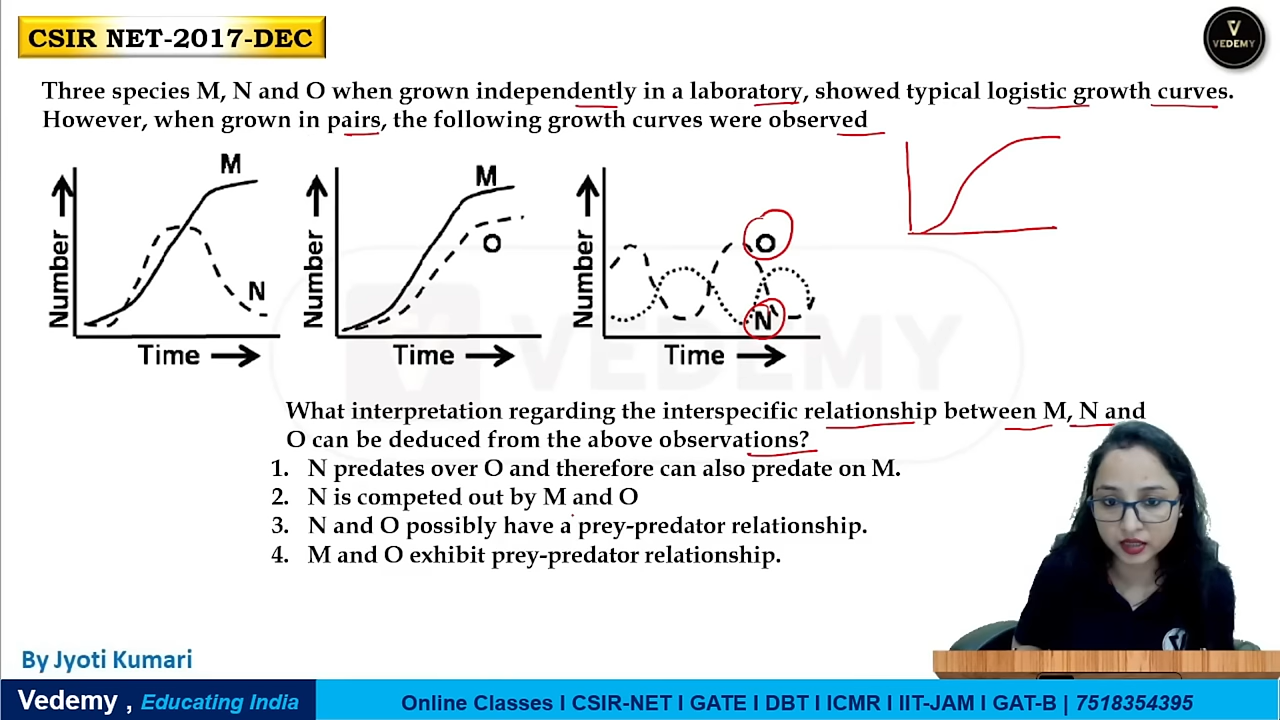 CSIR NET-2017-DEC
VEDEMY
Three species M, N and O when grown independently in a laboratory, showed typical logistic growth curves.
However, when grown in pairs, the following growth curves were observed
M
N
Number
Time
M
O
Number
Time
O
N
Number
Time
VEDEMY
What interpretation regarding the interspecific relationship between M, N and
O can be deduced from the above observations?
1. N predates over O and therefore can also predate on M.
2. N is competed out by M and O
3. N and O possibly have a prey-predator relationship.
4. M and O exhibit prey-predator relationship.
By Jyoti Kumari
Vedemy , Educating India
Online Classes I CSIR-NET I GATE I DBT I ICMR I IIT-JAM I GAT-B | 7518354395